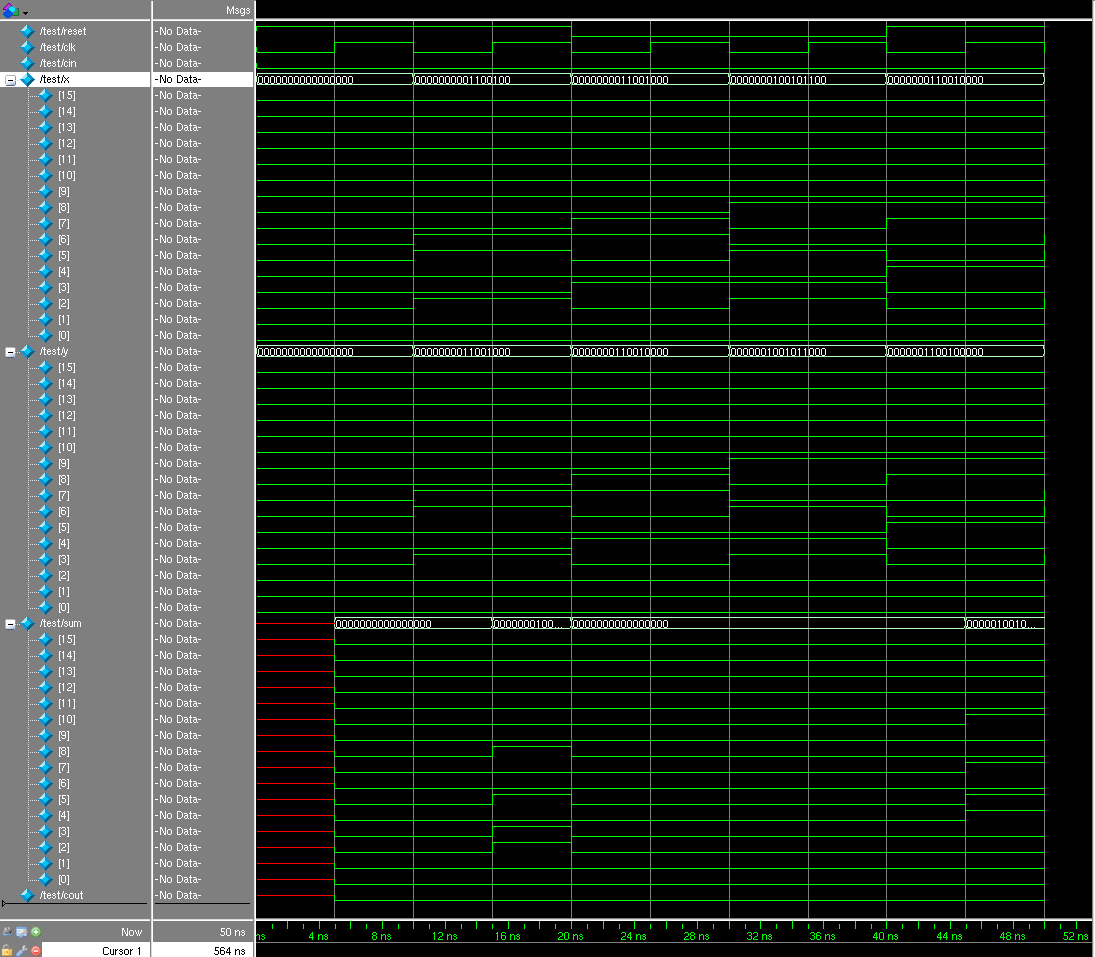 Msgs
/test/reset -No Data-
/test/clk -No Data-
/test/cin -No Data-
/test/x -No Data- 0000000000000000 0000000001100100 0000000011001000 0000000100101100 0000000110010000
[15] -No Data-
[14] -No Data-
[13] -No Data-
[12] -No Data-
[11] -No Data-
[10] -No Data-
[9] -No Data-
[8] -No Data-
[7] -No Data-
[6] -No Data-
[5] -No Data-
[4] -No Data-
[3] -No Data-
[2] -No Data-
[1] -No Data-
[0] -No Data-
/test/y -No Data- 0000000000000000 0000000011001000 0000000110010000 0000001001011000 0000001100100000
[15] -No Data-
[14] -No Data-
[13] -No Data-
[12] -No Data-
[11] -No Data-
[10] -No Data-
[9] -No Data-
[8] -No Data-
[7] -No Data-
[6] -No Data-
[5] -No Data-
[4] -No Data-
[3] -No Data-
[2] -No Data-
[1] -No Data-
[0] -No Data-
/test/sum -No Data- 0000000000000000 0000000100... 0000000000000000 0000010010...
[15] -No Data-
[14] -No Data-
[13] -No Data-
[12] -No Data-
[11] -No Data-
[10] -No Data-
[9] -No Data-
[8] -No Data-
[7] -No Data-
[6] -No Data-
[5] -No Data-
[4] -No Data-
[3] -No Data-
[2] -No Data-
[1] -No Data-
[0] -No Data-
/test/cout -No Data-
Now 50 ns ns 4 ns 8 ns 12 ns 16 ns 20 ns 24 ns 28 ns 32 ns 36 ns 40 ns 44 ns 48 ns 52 ns
Cursor 1 564 ns